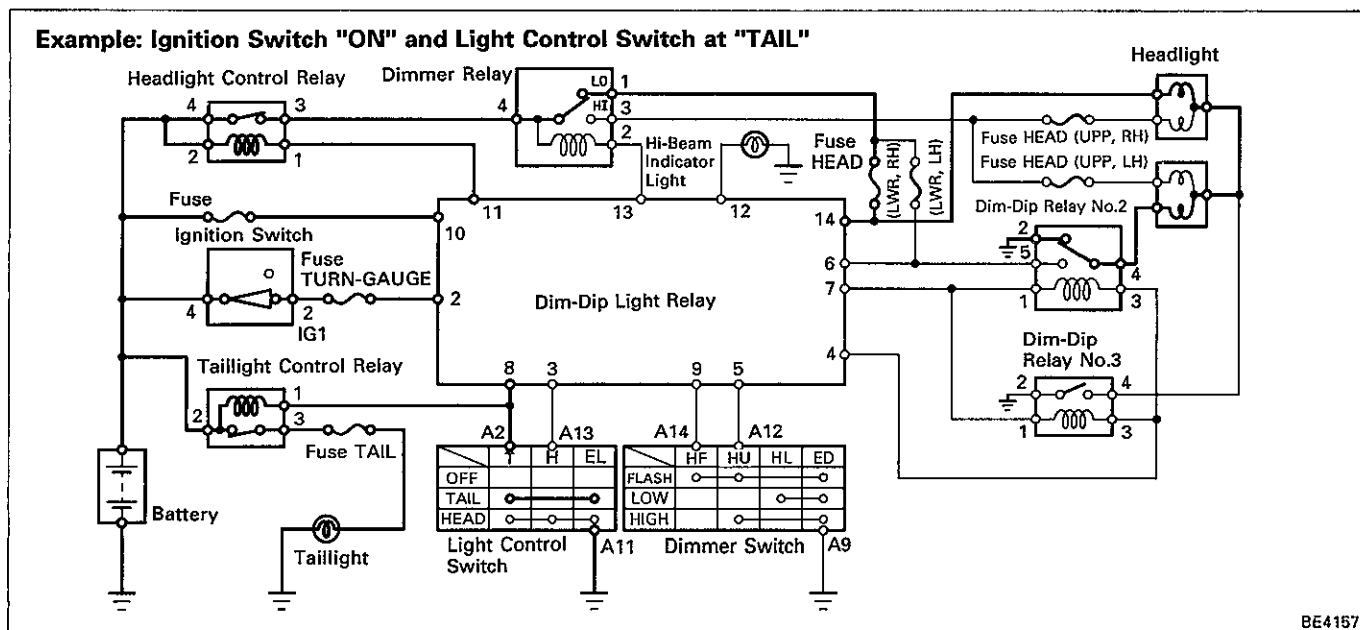 Example: Ignition Switch "ON" and Light Control Switch at "TAIL"
Headlight Control Relay
Dimmer Relay
Headlight
4
3
2
1
4
LO
1
HI
3
2
Hi-Beam
Indicator
Light
Fuse
HEAD
(LWR, RH)
(LWR, LH)
Fuse HEAD (UPP, RH)
Fuse HEAD (UPP, LH)
Dim-Dip Relay No.2
2
5
4
1
3
Fuse
Ignition Switch
Fuse
TURN-GAUGE
4
2
IG1
11
13
12
10
14
6
2
7
4
Dim-Dip Light Relay
8
3
9
5
Dim-Dip
Relay No.3
2
4
1
3
Taillight Control Relay
2
1
3
Fuse TAIL
Battery
Taillight
A2
A13
T
H
EL
OFF
TAIL
HEAD
Light Control
Switch
A11
A14
A12
HF
HU
HL
ED
FLASH
LOW
HIGH
Dimmer Switch
A9
BE4157